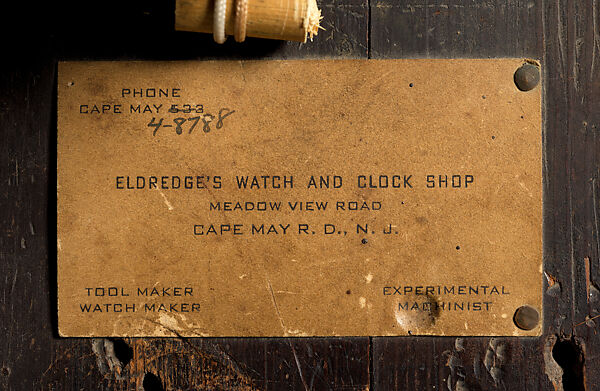 PHONE
CAPE MAY 533
4-8788
ELDREDGE'S WATCH AND CLOCK SHOP
MEADOW VIEW ROAD
CAPE MAY R. D., N. J.
TOOL MAKER
WATCH MAKER
EXPERIMENTAL
MACHINIST